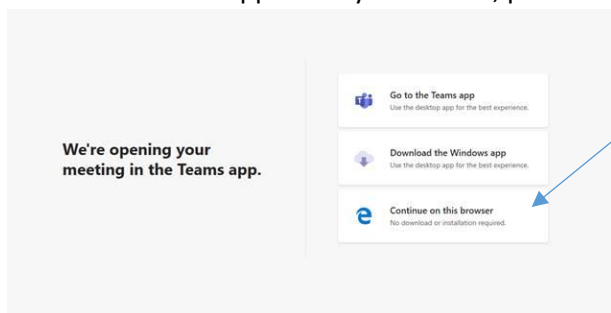 We're opening your
meeting in the Teams app.
Go to the Teams app
Use the desktop app for the best experience.
Download the Windows app
Use the desktop app for the best experience.
Continue on this browser
No download or installation required.